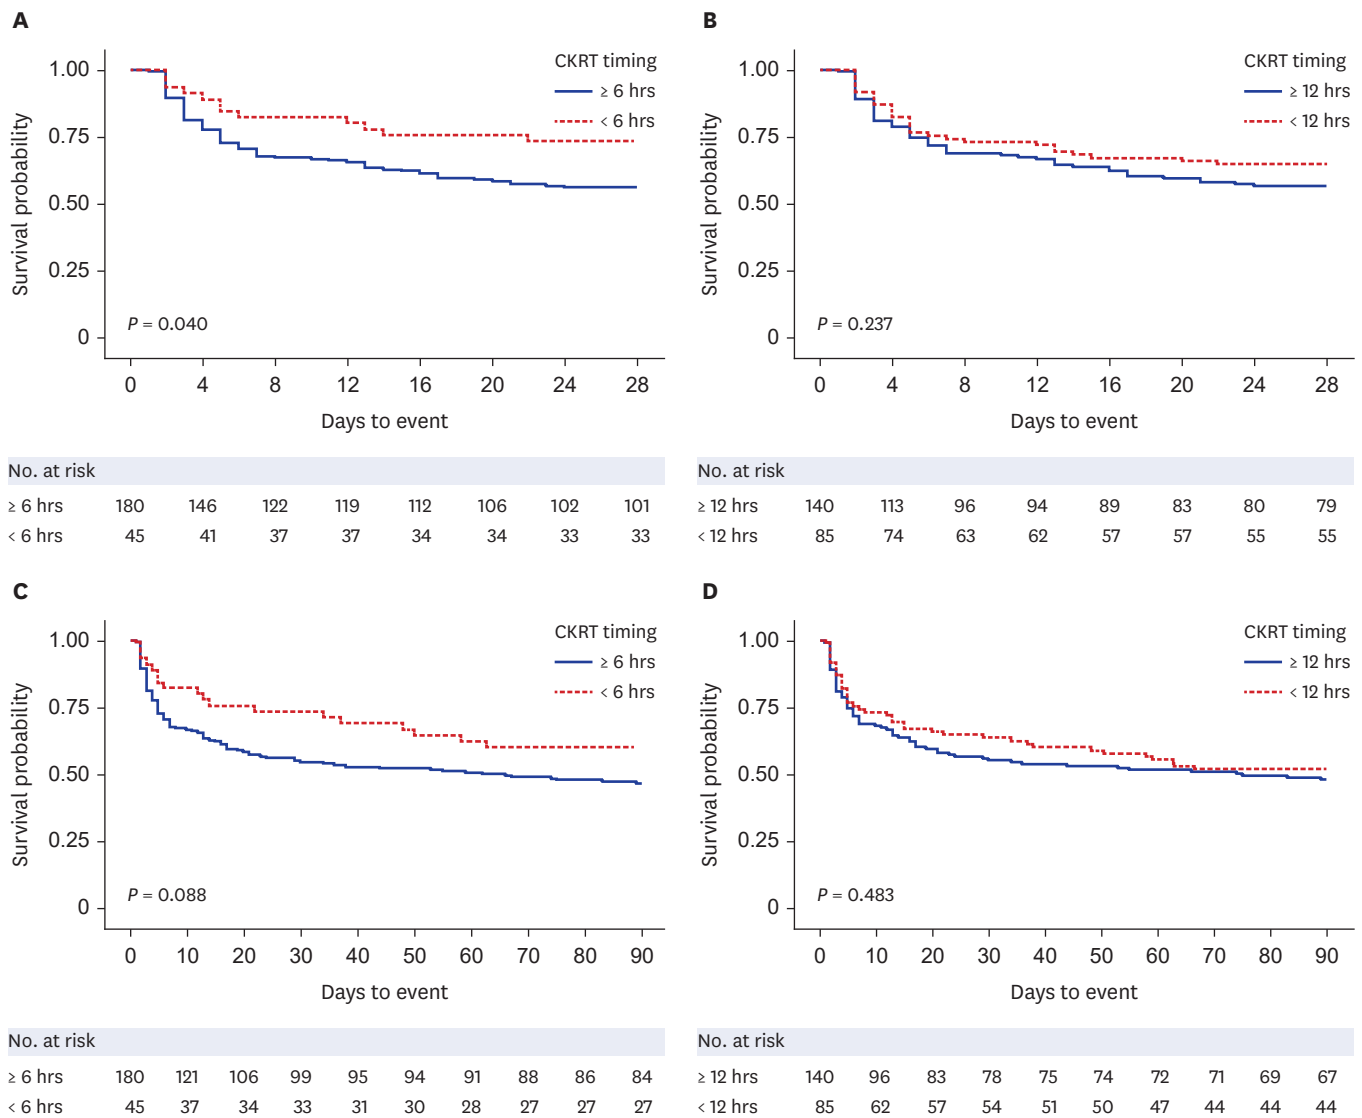 A
Survival probability
1.00
0.75
0.50
0.25
0
CKRT timing
≥ 6 hrs
< 6 hrs
P = 0.040
0 4 8 12 16 20 24 28
Days to event
No. at risk
≥ 6 hrs 180 146 122 119 112 106 102 101
< 6 hrs 45 41 37 37 34 34 33 33
B
Survival probability
1.00
0.75
0.50
0.25
0
CKRT timing
≥ 12 hrs
< 12 hrs
P = 0.237
0 4 8 12 16 20 24 28
Days to event
No. at risk
≥ 12 hrs 140 113 96 94 89 83 80 79
< 12 hrs 85 74 63 62 57 57 55 55
C
Survival probability
1.00
0.75
0.50
0.25
0
CKRT timing
≥ 6 hrs
< 6 hrs
P = 0.088
0 10 20 30 40 50 60 70 80 90
Days to event
No. at risk
≥ 6 hrs 180 121 106 99 95 94 91 88 86 84
< 6 hrs 45 37 34 33 31 30 28 27 27 27
D
Survival probability
1.00
0.75
0.50
0.25
0
CKRT timing
≥ 12 hrs
< 12 hrs
P = 0.483
0 10 20 30 40 50 60 70 80 90
Days to event
No. at risk
≥ 12 hrs 140 96 83 78 75 74 72 71 69 67
< 12 hrs 85 62 57 54 51 50 47 44 44 44